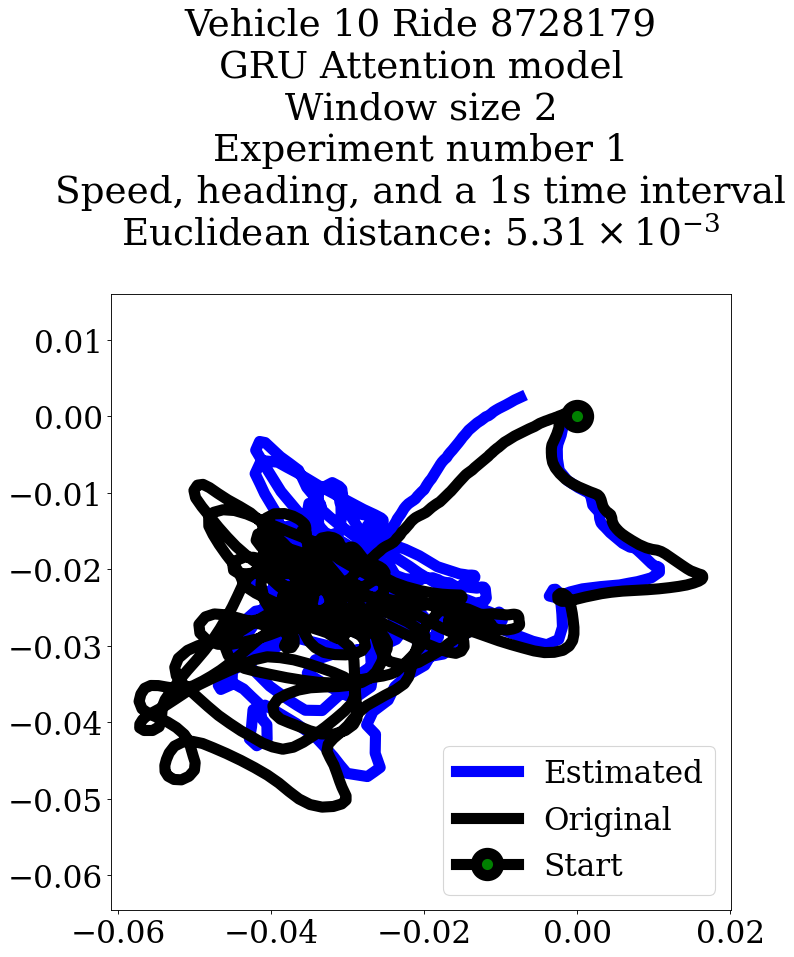 Vehicle 10 Ride 8728179
GRU Attention model
Window size 2
Experiment number 1
Speed, heading, and a 1s time interval
Euclidean distance: 5.31 × 10⁻³
0.01
0.00
−0.01
−0.02
−0.03
−0.04
−0.05
−0.06
Estimated
Original
Start
−0.06 −0.04 −0.02 0.00 0.02